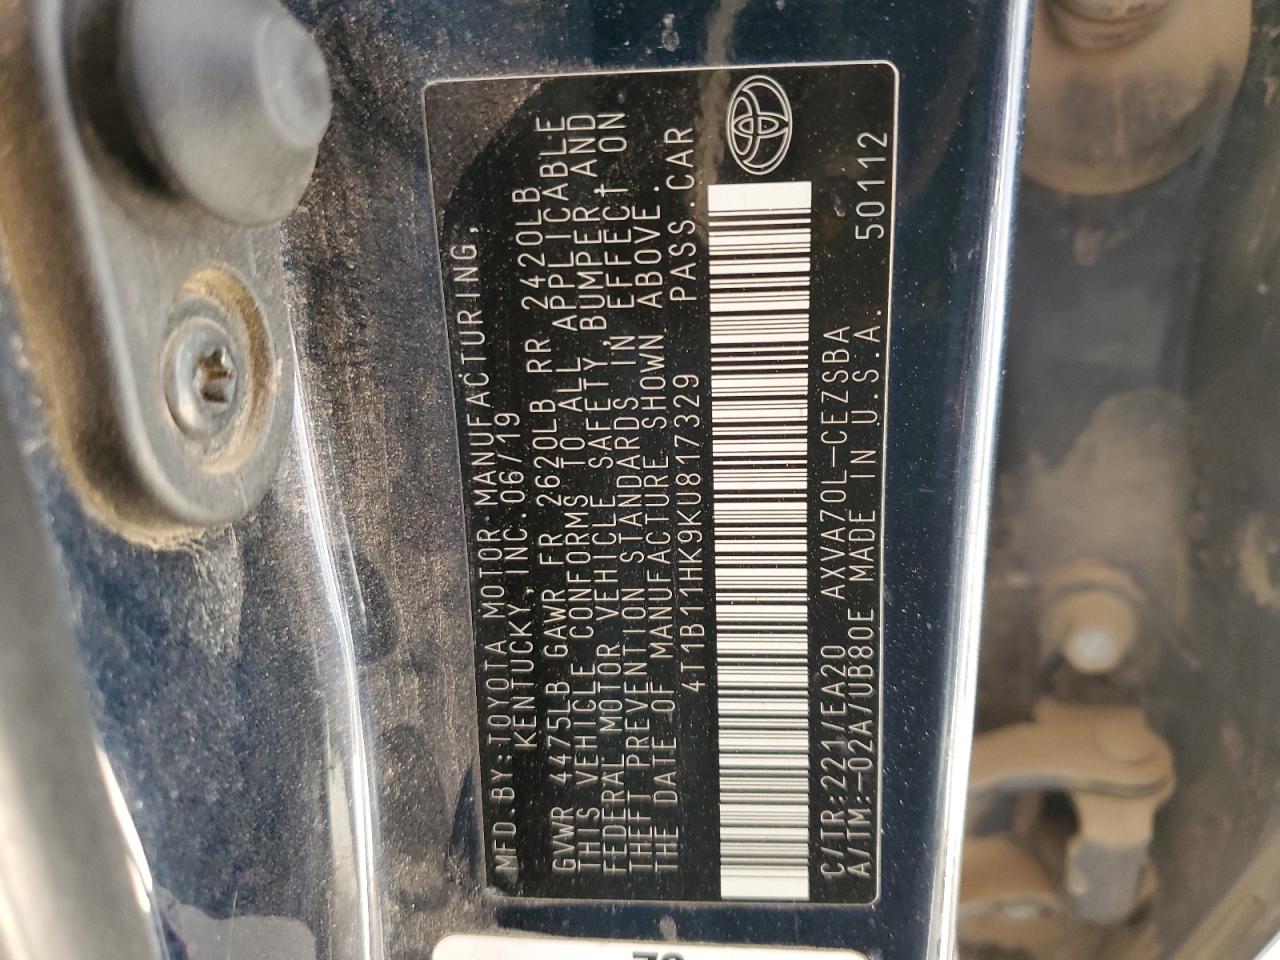 MFD.BY:TOYOTA MOTOR MANUFACTURING,
KENTUCKY, INC.06/19
GVWR 4475LB GAWR FR 2620LB RR 2420LB
THIS VEHICLE CONFORMS TO ALL APPLICABLE
FEDERAL MOTOR VEHICLE SAFETY, BUMPER, AND
THEFT PREVENTION STANDARDS IN EFFECT ON
THE DATE OF MANUFACTURE SHOWN ABOVE.
4T1B11HK9KU817329 PASS.CAR
C/TR:221/EA20 AXVA70L-CEZSBA
A/TM:-02A/UB80E MADE IN U.S.A. 50112